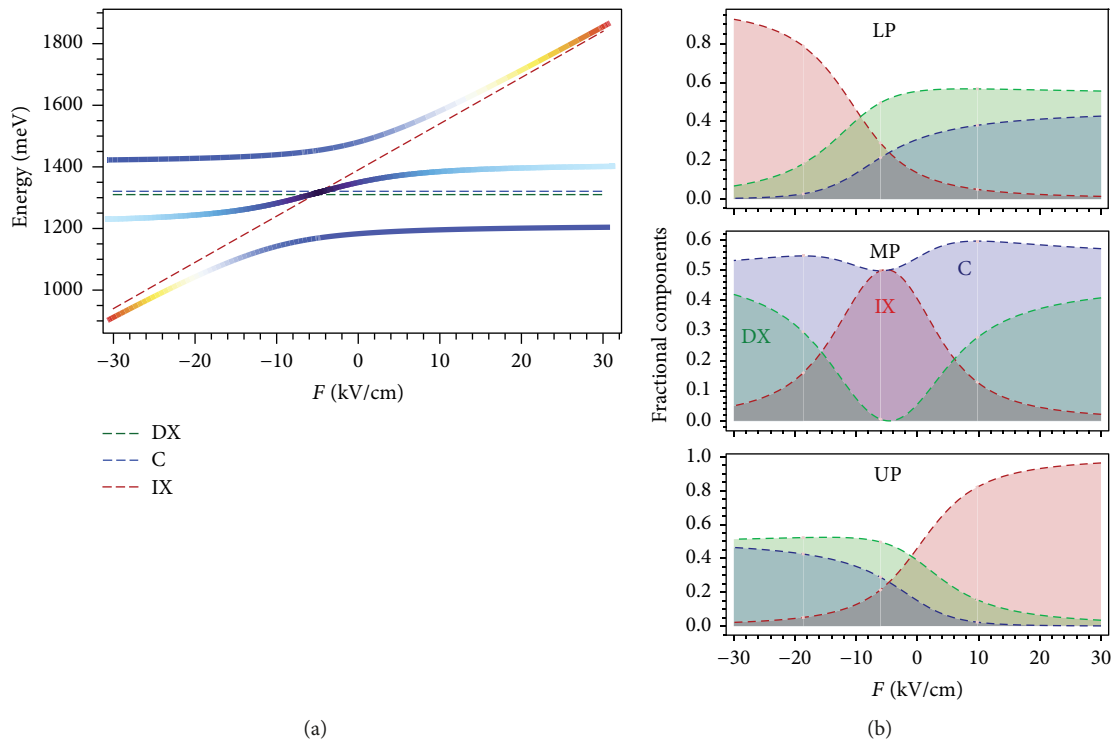 1800
1600
1400
1200
1000
Energy (meV)
−30 −20 −10 0 10 20 30
F (kV/cm)
DX
C
IX
(a)
Fractional components
LP
0.8
0.6
0.4
0.2
0.0
MP
C
IX
DX
0.6
0.5
0.4
0.3
0.2
0.1
0.0
UP
1.0
0.8
0.6
0.4
0.2
0.0
−30 −20 −10 0 10 20 30
F (kV/cm)
(b)